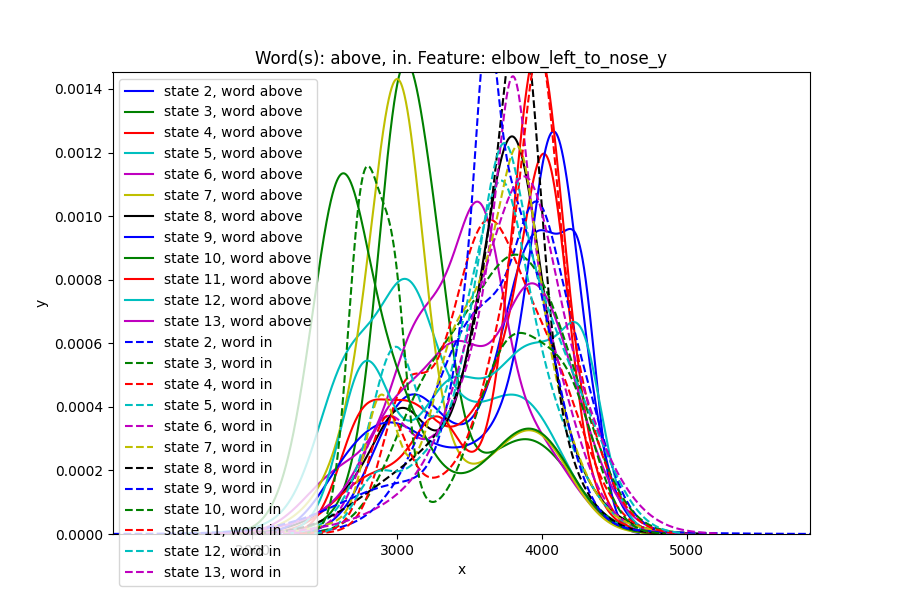 Word(s): above, in. Feature: elbow_left_to_nose_y
y
0.0014
0.0012
0.0010
0.0008
0.0006
0.0004
0.0002
0.0000
state 2, word above
state 3, word above
state 4, word above
state 5, word above
state 6, word above
state 7, word above
state 8, word above
state 9, word above
state 10, word above
state 11, word above
state 12, word above
state 13, word above
state 2, word in
state 3, word in
state 4, word in
state 5, word in
state 6, word in
state 7, word in
state 8, word in
state 9, word in
state 10, word in
state 11, word in
state 12, word in
state 13, word in
2000 3000 4000 5000
x